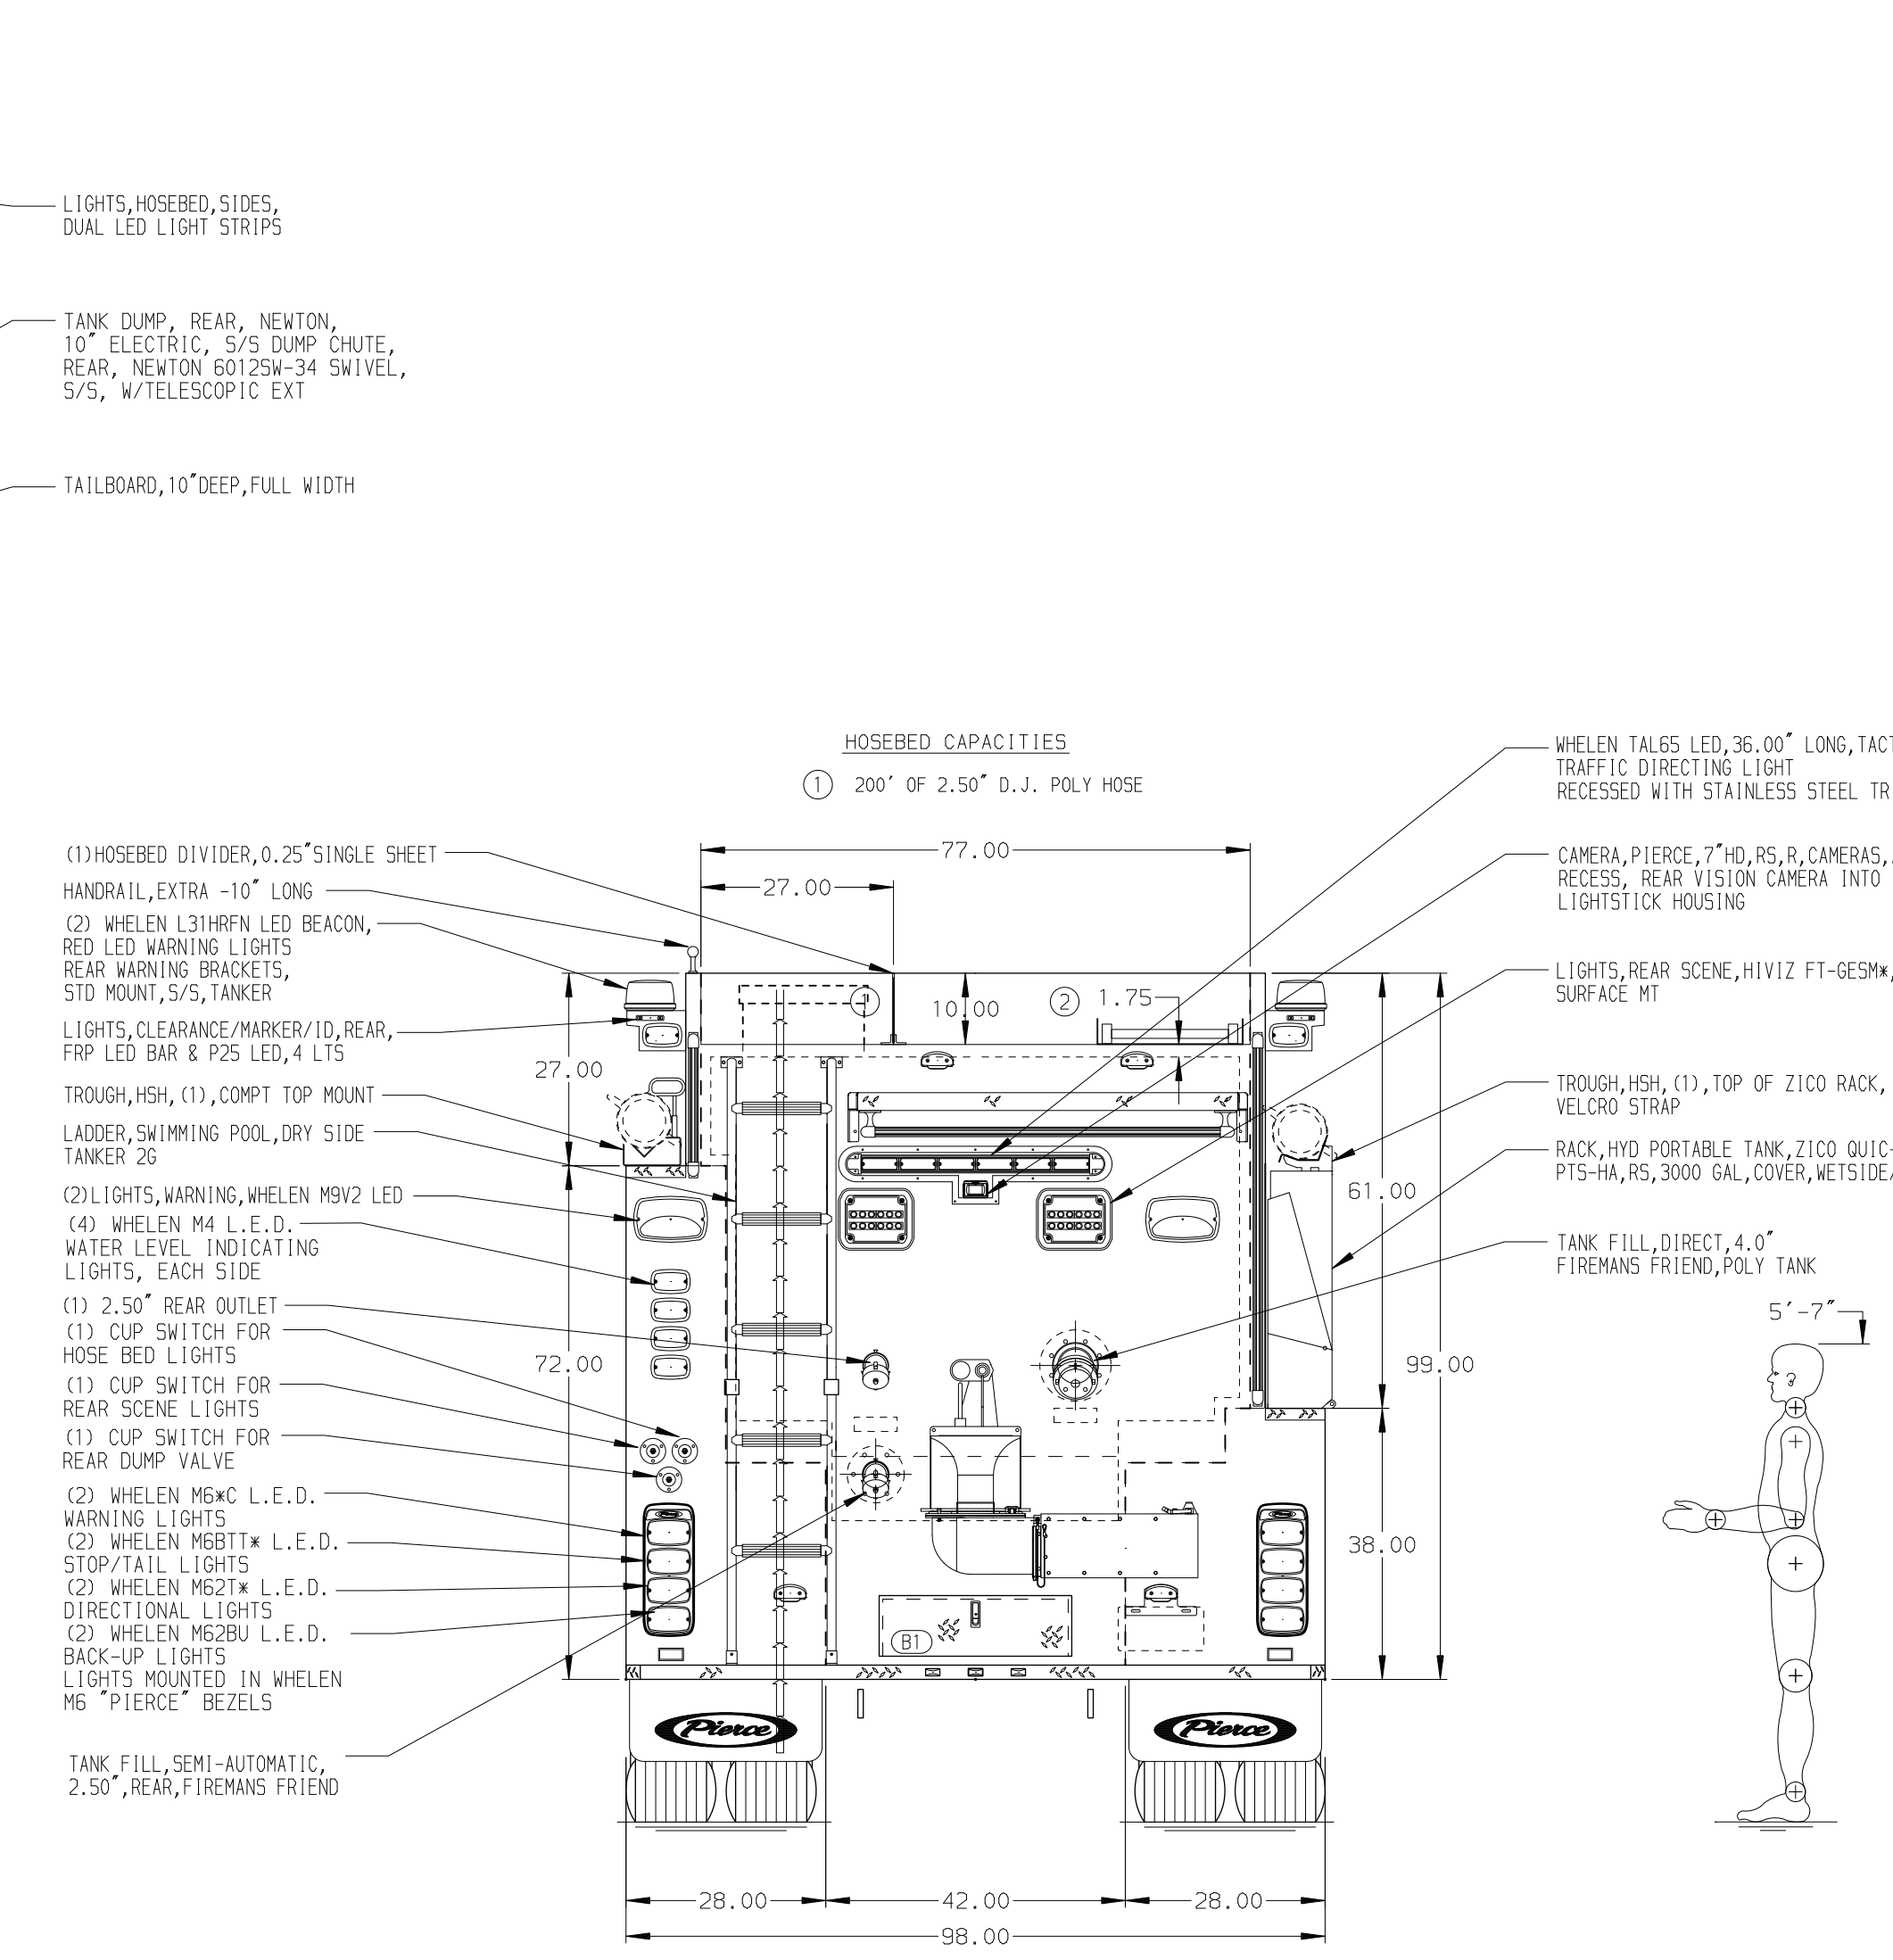 LIGHTS,HOSEBED,SIDES,
DUAL LED LIGHT STRIPS
TANK DUMP, REAR, NEWTON,
10" ELECTRIC, S/S DUMP CHUTE,
REAR, NEWTON 6012SW-34 SWIVEL,
S/S, W/TELESCOPIC EXT
TAILBOARD,10"DEEP,FULL WIDTH
HOSEBED CAPACITIES
1 200' OF 2.50" D.J. POLY HOSE
(1)HOSEBED DIVIDER,0.25"SINGLE SHEET
HANDRAIL,EXTRA -10" LONG
(2) WHELEN L31HRFN LED BEACON,
RED LED WARNING LIGHTS
REAR WARNING BRACKETS,
STD MOUNT,S/S,TANKER
LIGHTS,CLEARANCE/MARKER/ID,REAR,
FRP LED BAR & P25 LED,4 LTS
TROUGH,HSH,(1),COMPT TOP MOUNT
LADDER,SWIMMING POOL,DRY SIDE
TANKER 2G
(2)LIGHTS,WARNING,WHELEN M9V2 LED
(4) WHELEN M4 L.E.D.
WATER LEVEL INDICATING
LIGHTS, EACH SIDE
(1) 2.50" REAR OUTLET
(1) CUP SWITCH FOR
HOSE BED LIGHTS
(1) CUP SWITCH FOR
REAR SCENE LIGHTS
(1) CUP SWITCH FOR
REAR DUMP VALVE
(2) WHELEN M6*C L.E.D.
WARNING LIGHTS
(2) WHELEN M6BTT* L.E.D.
STOP/TAIL LIGHTS
(2) WHELEN M62T* L.E.D.
DIRECTIONAL LIGHTS
(2) WHELEN M62BU L.E.D.
BACK-UP LIGHTS
LIGHTS MOUNTED IN WHELEN
M6 "PIERCE" BEZELS
TANK FILL,SEMI-AUTOMATIC,
2.50",REAR,FIREMANS FRIEND
77.00
27.00
1
10.00
2
1.75
27.00
72.00
61.00
99.00
38.00
B1
Pierce
Pierce
28.00
42.00
28.00
98.00
WHELEN TAL65 LED,36.00" LONG,TACT
TRAFFIC DIRECTING LIGHT
RECESSED WITH STAINLESS STEEL TR
CAMERA,PIERCE,7"HD,RS,R,CAMERAS,
RECESS, REAR VISION CAMERA INTO
LIGHTSTICK HOUSING
LIGHTS,REAR SCENE,HIVIZ FT-GESM*,
SURFACE MT
TROUGH,HSH,(1),TOP OF ZICO RACK,
VELCRO STRAP
RACK,HYD PORTABLE TANK,ZICO QUIC-
PTS-HA,RS,3000 GAL,COVER,WETSIDE/
TANK FILL,DIRECT,4.0"
FIREMANS FRIEND,POLY TANK
5'-7"